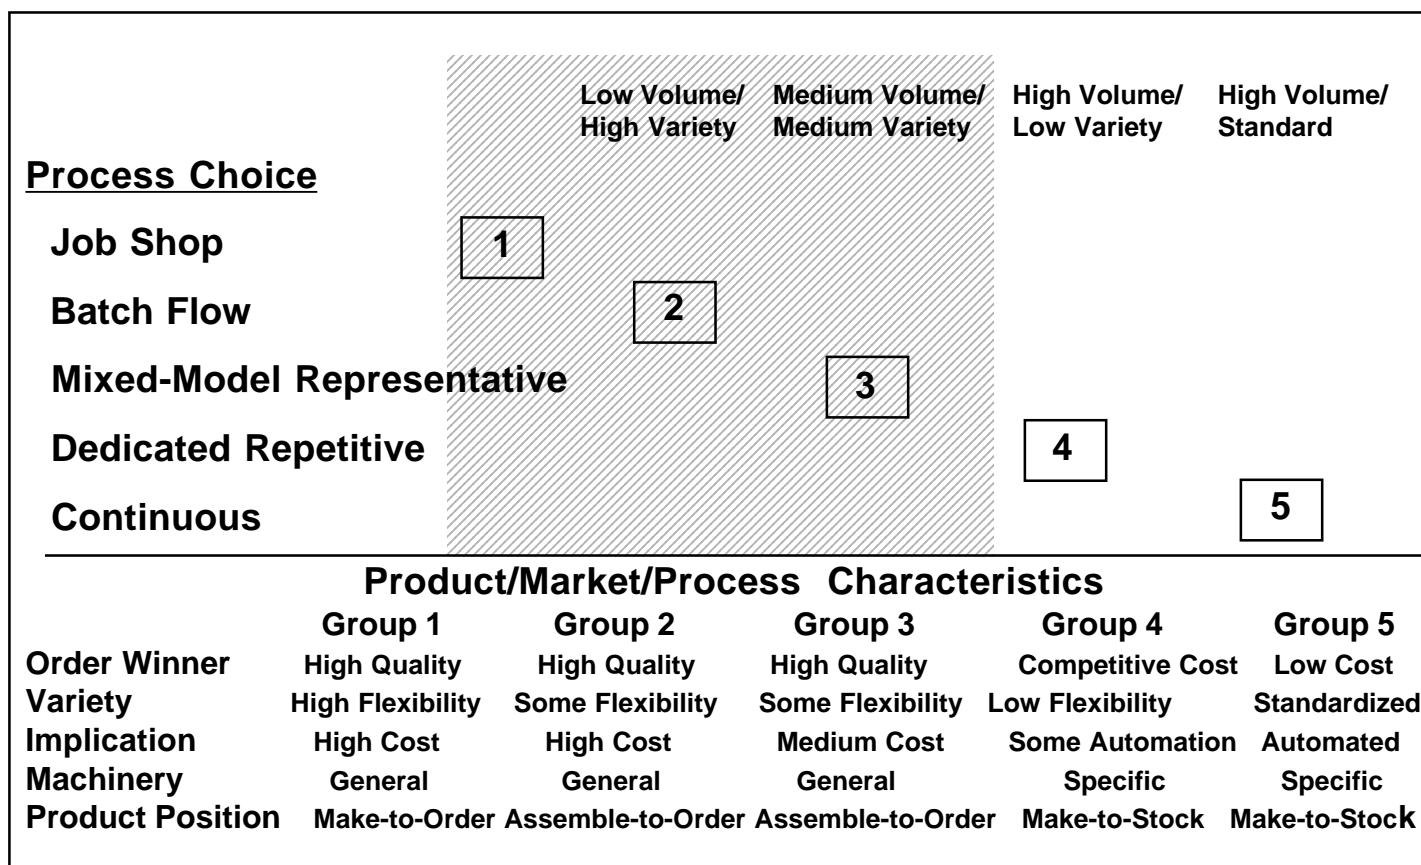 Low Volume/ Medium Volume/ High Volume/ High Volume/
High Variety Medium Variety Low Variety Standard
Process Choice
Job Shop 1
Batch Flow 2
Mixed-Model Representative 3
Dedicated Repetitive 4
Continuous 5
Product/Market/Process Characteristics
Group 1 Group 2 Group 3 Group 4 Group 5
Order Winner High Quality High Quality High Quality Competitive Cost Low Cost
Variety High Flexibility Some Flexibility Some Flexibility Low Flexibility Standardized
Implication High Cost High Cost Medium Cost Some Automation Automated
Machinery General General General Specific Specific
Product Position Make-to-Order Assemble-to-Order Assemble-to-Order Make-to-Stock Make-to-Stock